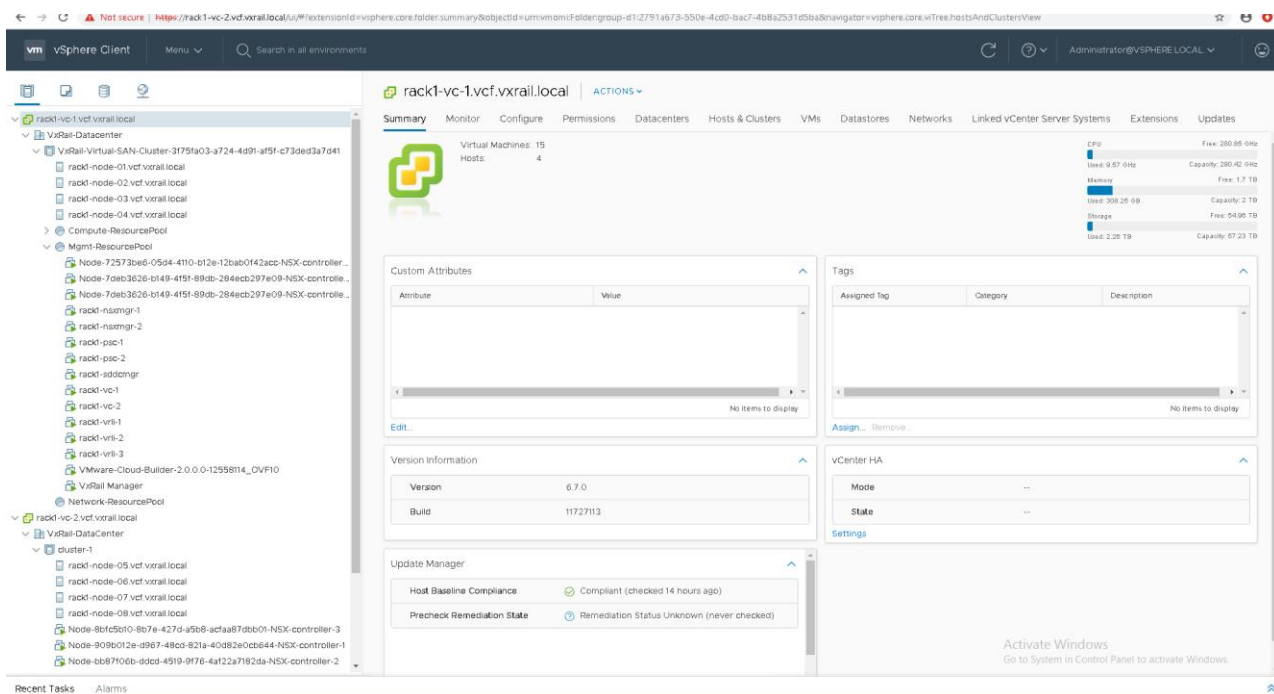 Not secure | https://rack1-vc-2.vcf.vxrail.local/ui/#?extensionId=vsphere.core.folder.summary&objectId=urn:vmomi:Folder:group-d1:2791a673-550e-4cd0-bac7-4b8a2531d5ba&navigator=vsphere.core.viTree.hostsAndClustersView
vm vSphere Client Menu Search in all environments Administrator@VSPHERE.LOCAL
rack1-vc-1.vcf.vxrail.local
VxRail-Datacenter
VxRail-Virtual-SAN-Cluster-3f75fa03-a724-4d91-af5f-c73ded3a7d41
rack1-node-01.vcf.vxrail.local
rack1-node-02.vcf.vxrail.local
rack1-node-03.vcf.vxrail.local
rack1-node-04.vcf.vxrail.local
Compute-ResourcePool
Mgmt-ResourcePool
Node-72573be6-05d4-4110-b12e-12bab0f42acc-NSX-controller...
Node-7deb3626-b149-4f5f-89db-284ecb297e09-NSX-controlle...
Node-7deb3626-b149-4f5f-89db-284ecb297e09-NSX-controlle...
rack1-nsxmgr-1
rack1-nsxmgr-2
rack1-psc-1
rack1-psc-2
rack1-sddcmgr
rack1-vc-1
rack1-vc-2
rack1-vrli-1
rack1-vrli-2
rack1-vrli-3
VMware-Cloud-Builder-2.0.0.0-12558114_OVF10
VxRail Manager
Network-ResourcePool
rack1-vc-2.vcf.vxrail.local
VxRail-DataCenter
cluster-1
rack1-node-05.vcf.vxrail.local
rack1-node-06.vcf.vxrail.local
rack1-node-07.vcf.vxrail.local
rack1-node-08.vcf.vxrail.local
Node-8bfc5b10-8b7e-427d-a5b8-acfaa87dbb01-NSX-controller-3
Node-909b012e-d967-48cd-821a-40d82e0cb644-NSX-controller-1
Node-bb87f06b-ddcd-4519-9f76-4af22a7182da-NSX-controller-2
rack1-vc-1.vcf.vxrail.local ACTIONS
Summary Monitor Configure Permissions Datacenters Hosts & Clusters VMs Datastores Networks Linked vCenter Server Systems Extensions Updates
Virtual Machines: 15
Hosts: 4
CPU Free: 280.85 GHz
Used: 9.57 GHz Capacity: 290.42 GHz
Memory Free: 1.7 TB
Used: 308.25 GB Capacity: 2 TB
Storage Free: 54.96 TB
Used: 2.26 TB Capacity: 57.23 TB
Custom Attributes
Attribute Value
No items to display
Edit...
Tags
Assigned Tag Category Description
No items to display
Assign... Remove...
Version Information
Version 6.7.0
Build 11727113
vCenter HA
Mode --
State --
Settings
Update Manager
Host Baseline Compliance Compliant (checked 14 hours ago)
Precheck Remediation State Remediation Status Unknown (never checked)
Activate Windows
Go to System in Control Panel to activate Windows.
Recent Tasks Alarms